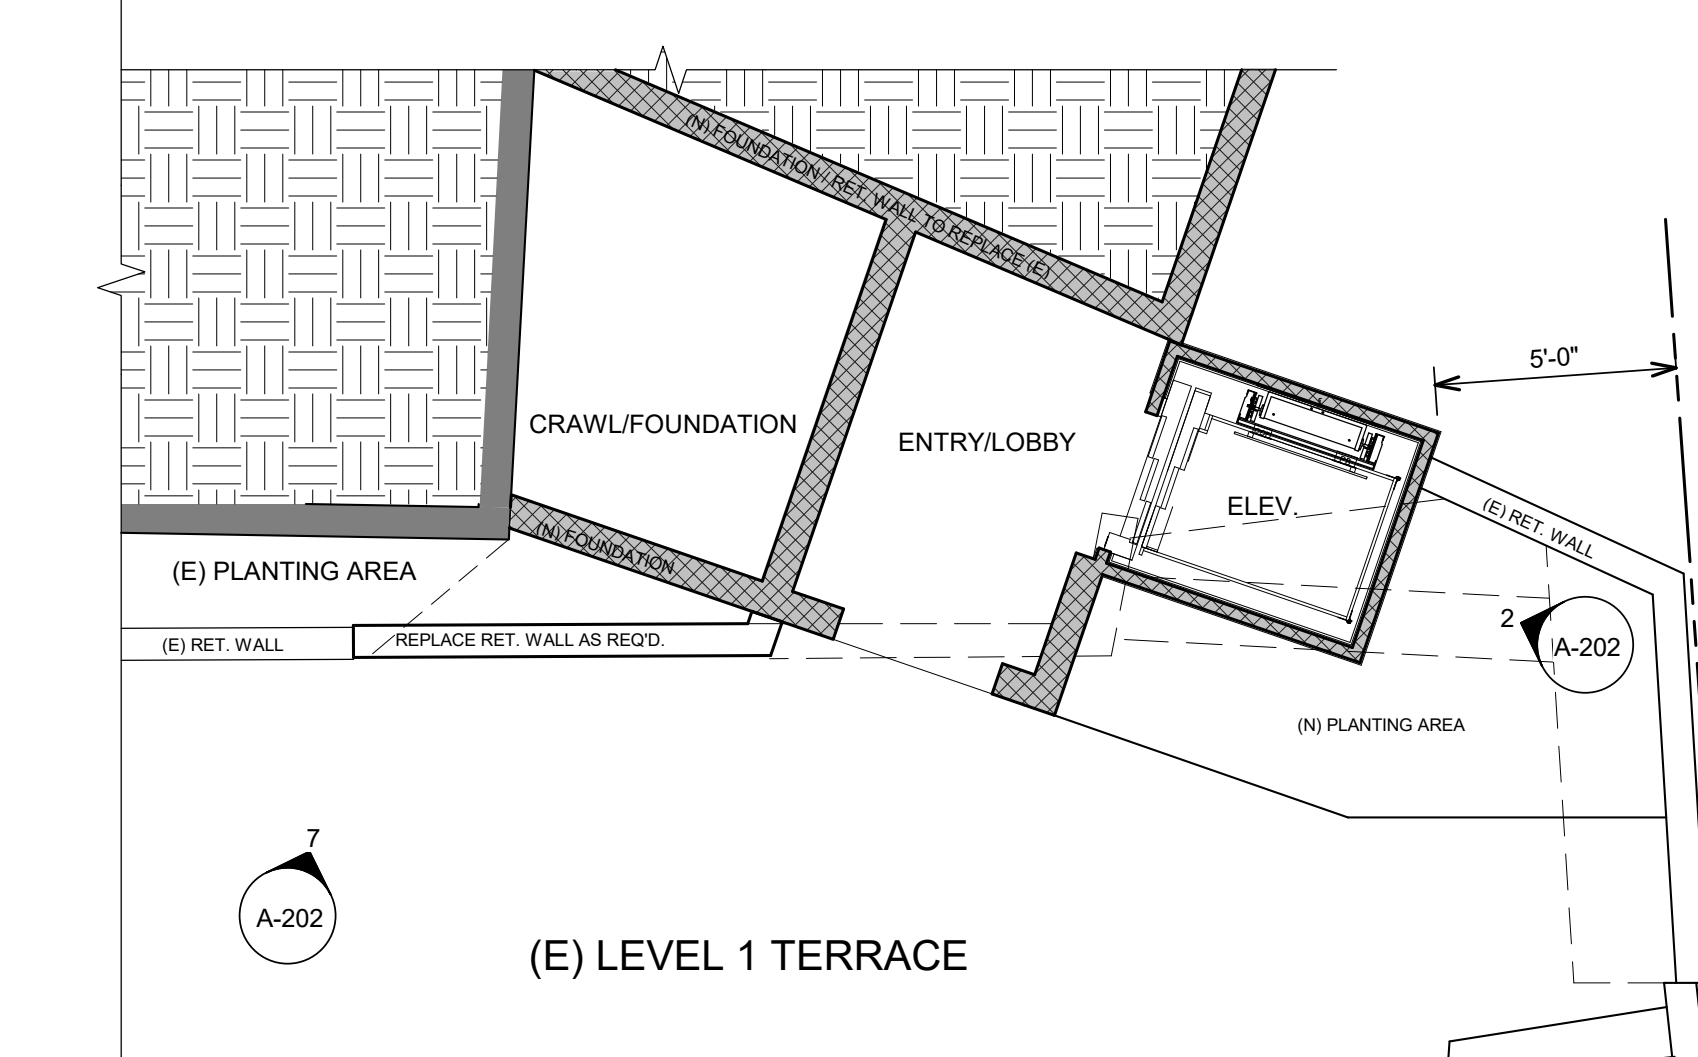 (N) FOUNDATION / RET. WALL TO REPLACE (E)
5'-0"
CRAWL/FOUNDATION
ENTRY/LOBBY
ELEV.
(E) RET. WALL
(N) FOUNDATION
(E) PLANTING AREA
2
A-202
(E) RET. WALL
REPLACE RET. WALL AS REQ'D.
(N) PLANTING AREA
7
A-202
(E) LEVEL 1 TERRACE